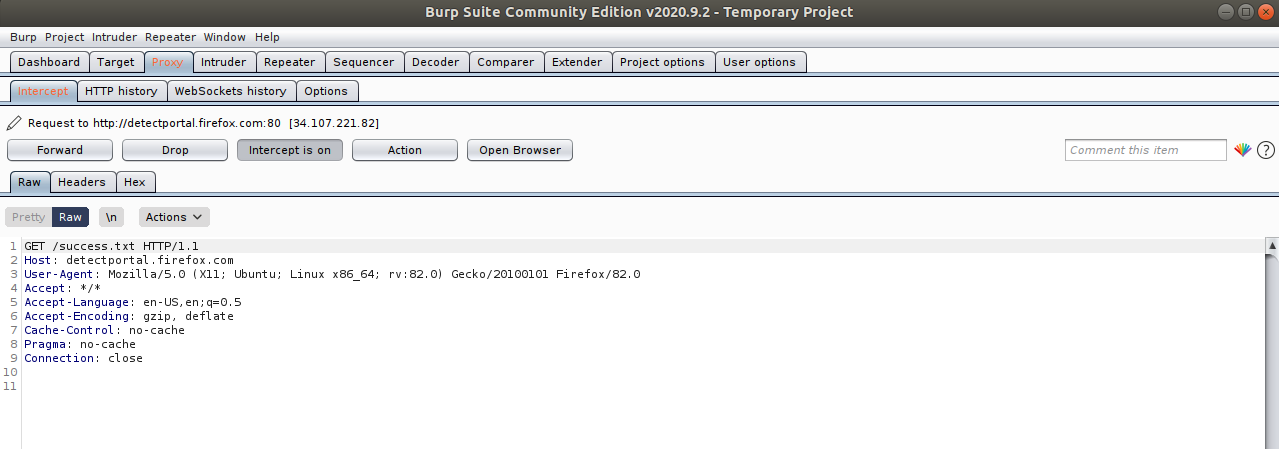 Burp Suite Community Edition v2020.9.2 - Temporary Project
Burp Project Intruder Repeater Window Help
Dashboard Target Proxy Intruder Repeater Sequencer Decoder Comparer Extender Project options User options
Intercept HTTP history WebSockets history Options
Request to http://detectportal.firefox.com:80 [34.107.221.82]
Forward Drop Intercept is on Action Open Browser Comment this item ?
Raw Headers Hex
Pretty Raw \n Actions
1 GET /success.txt HTTP/1.1
2 Host: detectportal.firefox.com
3 User-Agent: Mozilla/5.0 (X11; Ubuntu; Linux x86_64; rv:82.0) Gecko/20100101 Firefox/82.0
4 Accept: */*
5 Accept-Language: en-US,en;q=0.5
6 Accept-Encoding: gzip, deflate
7 Cache-Control: no-cache
8 Pragma: no-cache
9 Connection: close
10
11